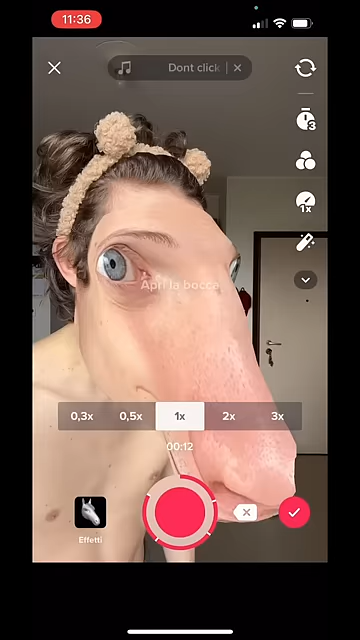 11:36
Dont click
3
1x
Apri la bocca
0,3x
0,5x
1x
2x
3x
00:12
Effetti